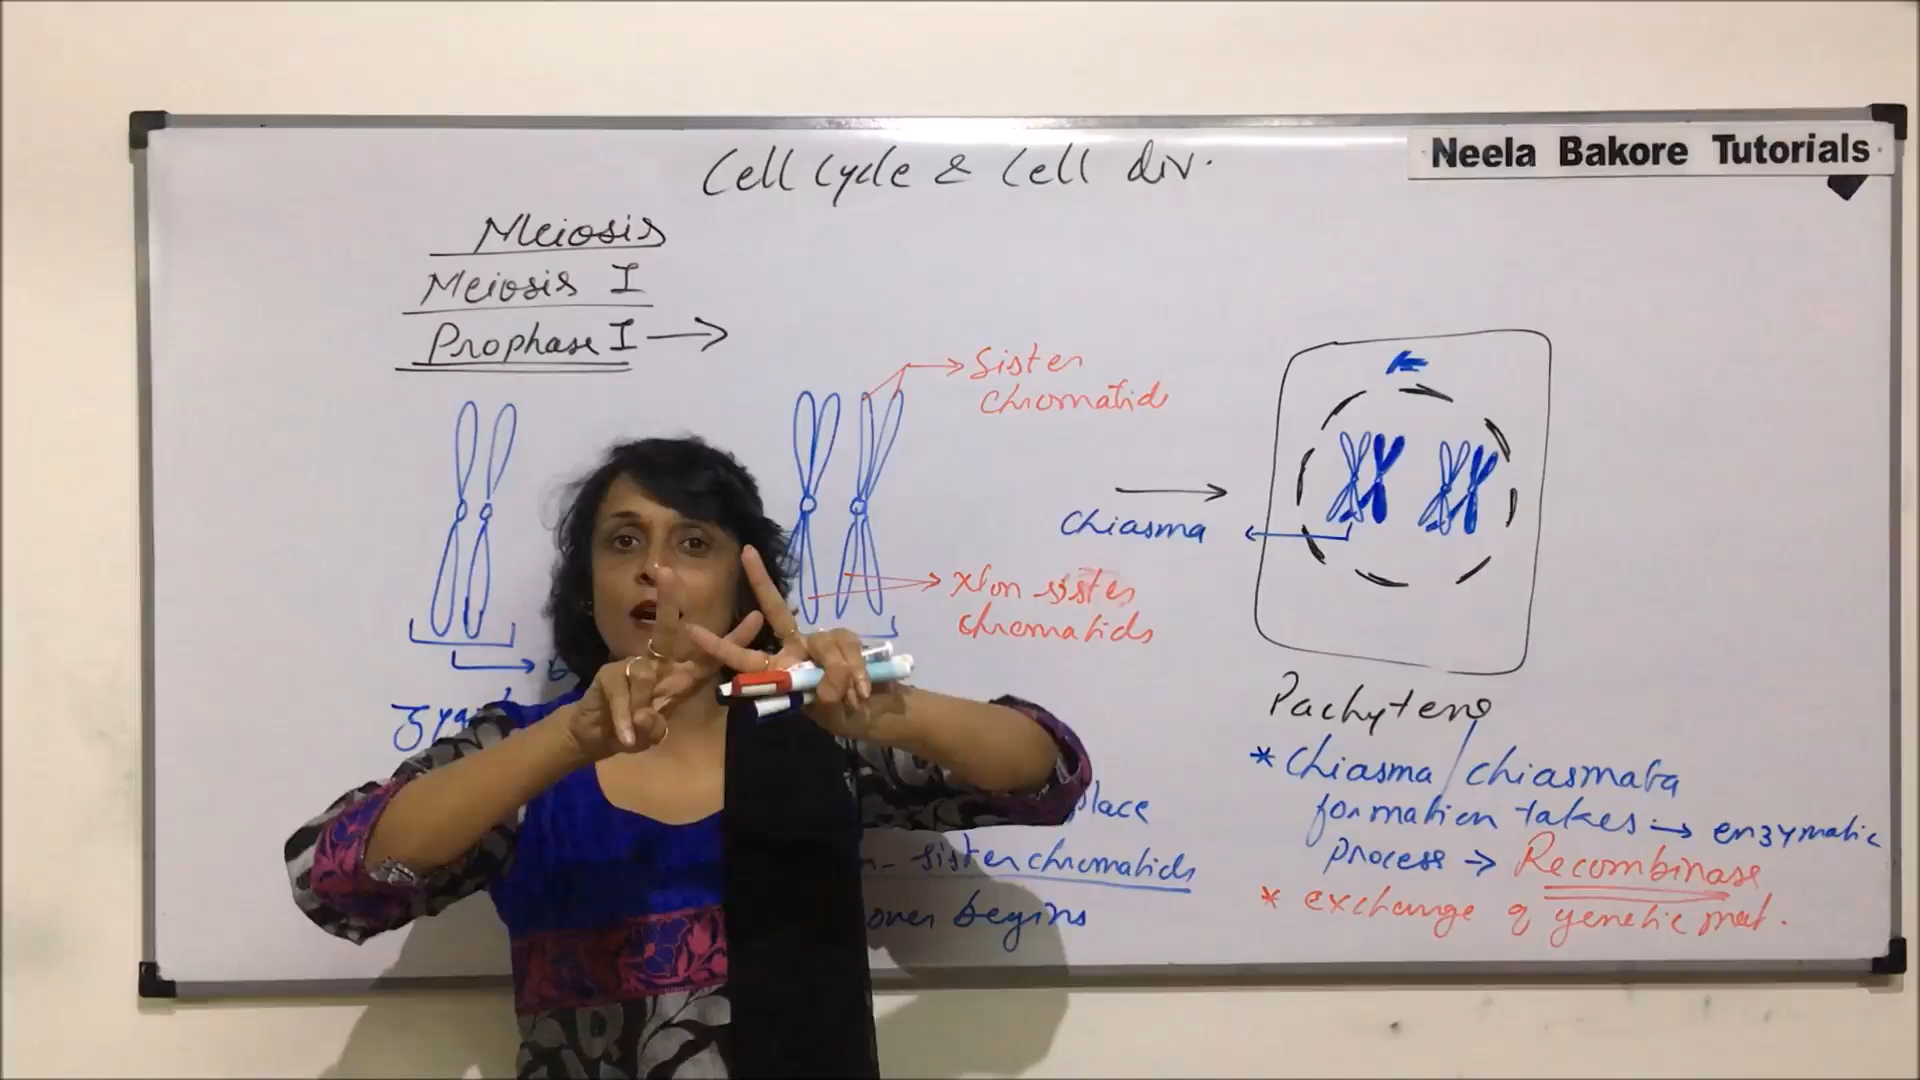 Neela Bakore Tutorials
Cell Cycle & Cell div.
Meiosis
Meiosis I
Prophase I →
Sister
chromatid
Chiasma
Non sister
chromatids
Pachytene
* Chiasma / chiasmata
formation takes → enzymatic
process → Recombinase
* exchange of genetic mat.
place
sister chromatids
over begins